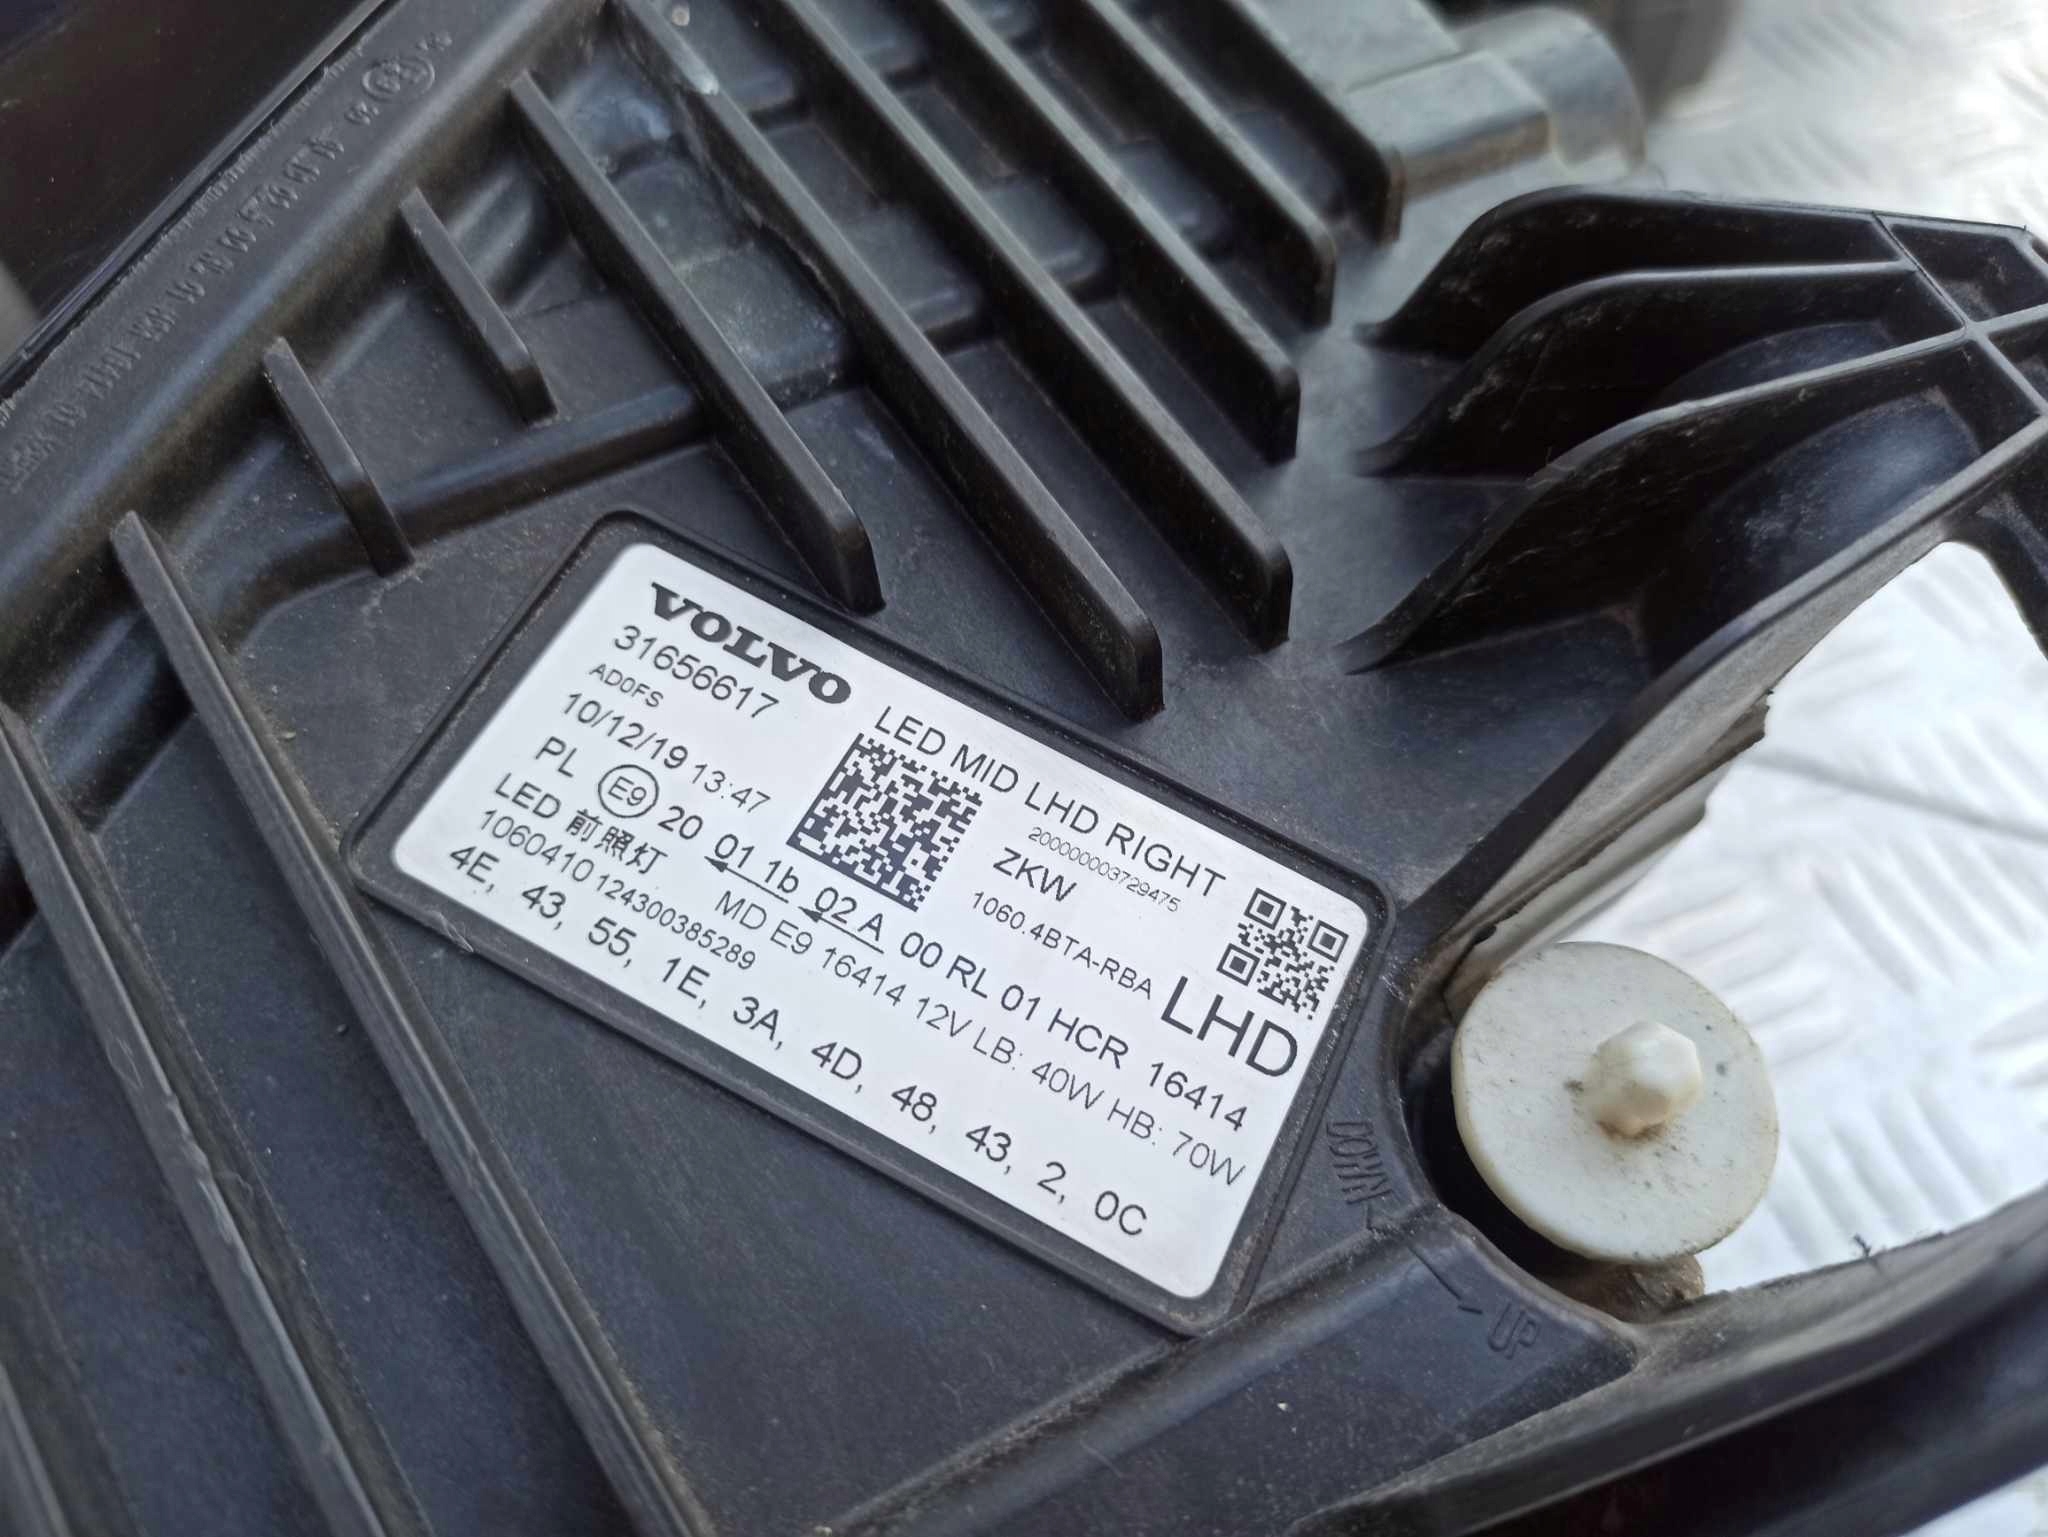 VOLVO
31656617
LED MID LHD RIGHT
AD0FS
200000003729475
10/12/19 13:47
ZKW
1060.4BTA-RBA
PL E9 20 01 1b 02 A 00 RL 01 HCR 16414
LHD
LED 前照灯
MD E9 16414 12V LB: 40W HB: 70W
1060410 12430038​5289
4E, 43, 55, 1E, 3A, 4D, 48, 43, 2, 0C
DOWN
UP